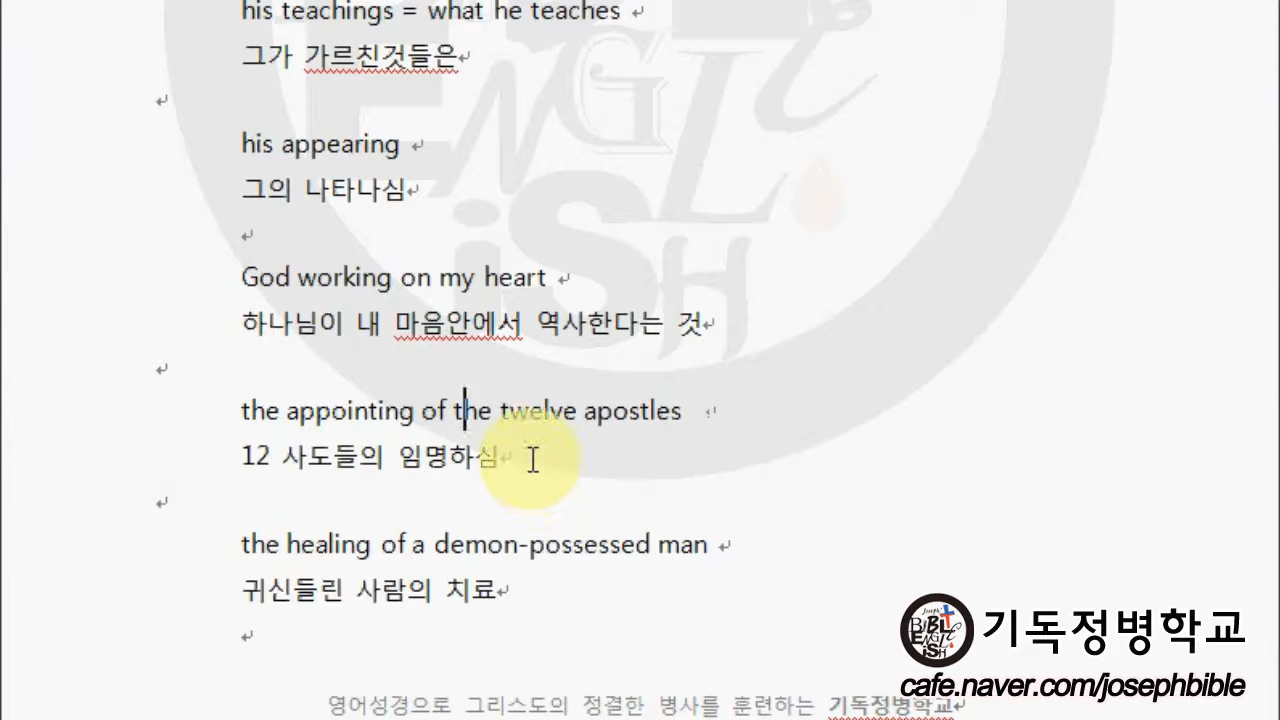 his teachings = what he teaches
그가 가르친것들은
his appearing
그의 나타나심
God working on my heart
하나님이 내 마음안에서 역사한다는 것
the appointing of the twelve apostles
12 사도들의 임명하심
the healing of a demon-possessed man
귀신들린 사람의 치료
영어성경으로 그리스도의 정결한 병사를 훈련하는 기독정병학교
ENGLiSH
Joseph
BiBLE
ENGL
iSH
기독정병학교
cafe.naver.com/josephbible